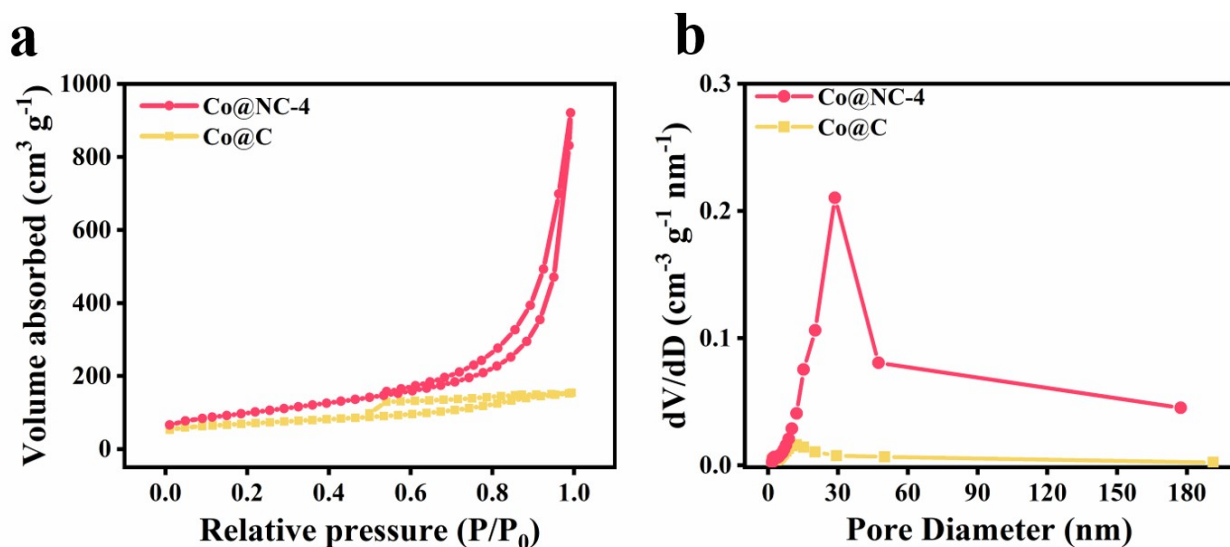 a
1000
800
600
400
200
0
Volume absorbed (cm³ g⁻¹)
Co@NC-4
Co@C
0.0 0.2 0.4 0.6 0.8 1.0
Relative pressure (P/P₀)
b
0.3
0.2
0.1
0.0
dV/dD (cm⁻³ g⁻¹ nm⁻¹)
Co@NC-4
Co@C
0 30 60 90 120 150 180
Pore Diameter (nm)